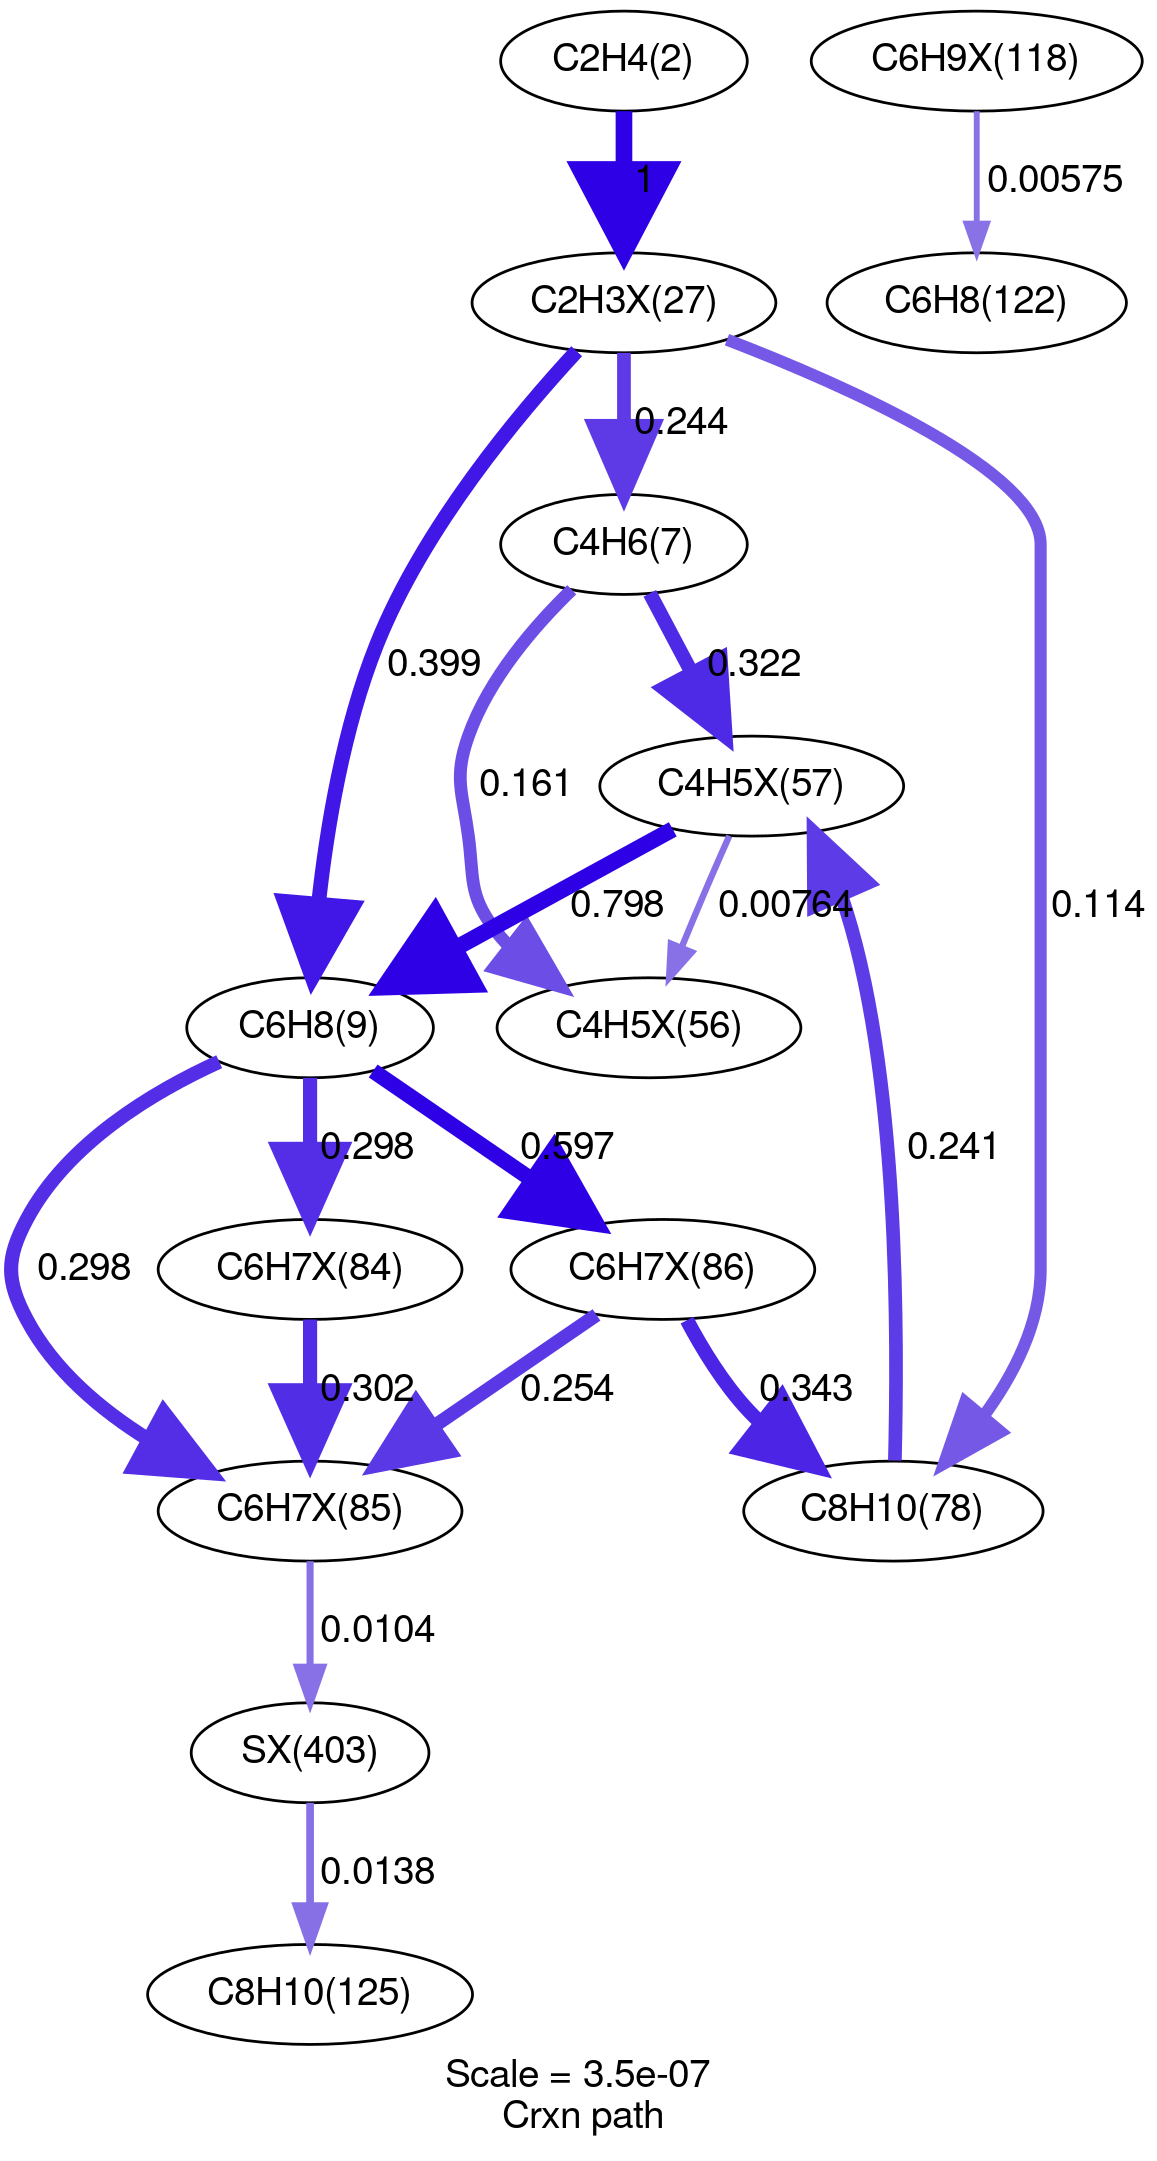 C2H4(2)
C6H9X(118)
1
0.00575
C2H3X(27)
C6H8(122)
0.244
C4H6(7)
0.399
0.322
0.161
C4H5X(57)
0.798
0.00764
0.114
C6H8(9)
C4H5X(56)
0.298
0.597
0.241
0.298
C6H7X(84)
C6H7X(86)
0.302
0.254
0.343
C6H7X(85)
C8H10(78)
0.0104
SX(403)
0.0138
C8H10(125)
Scale = 3.5e-07
Crxn path